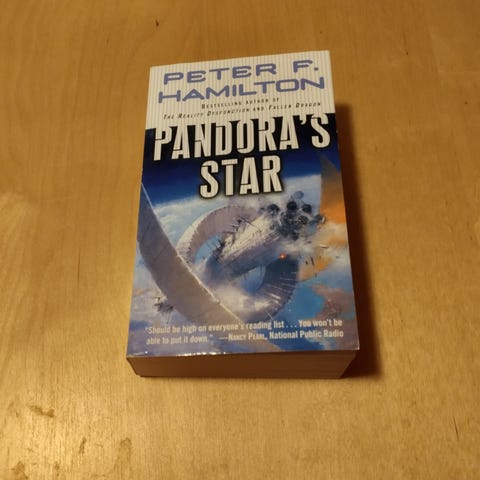 PETER F.
HAMILTON
BESTSELLING AUTHOR OF
THE REALITY DYSFUNCTION AND FALLEN DRAGON
PANDORA'S
STAR
"Should be high on everyone's reading list . . . You won't be
able to put it down." —NANCY PEARL, National Public Radio